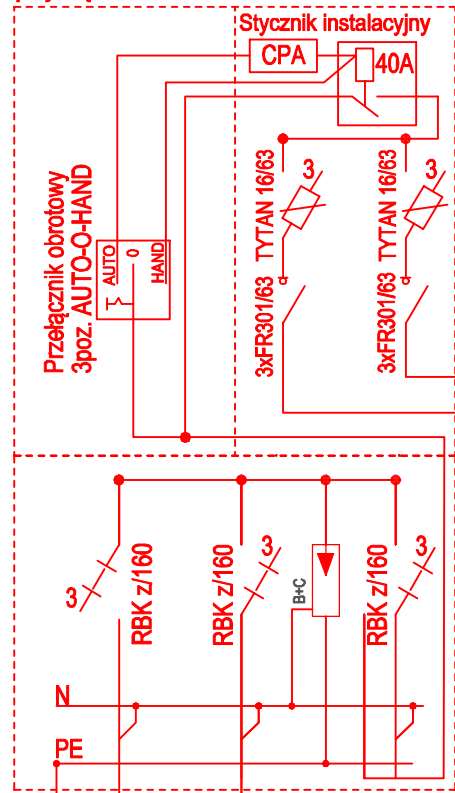 Stycznik instalacyjny
CPA
40A
Przełącznik obrotowy
3poz. AUTO-O-HAND
AUTO
0
HAND
TYTAN 16/63
3
TYTAN 16/63
3
3xFR301/63
3xFR301/63
3
RBK z/160
3
RBK z/160
B+C
3
RBK z/160
N
PE